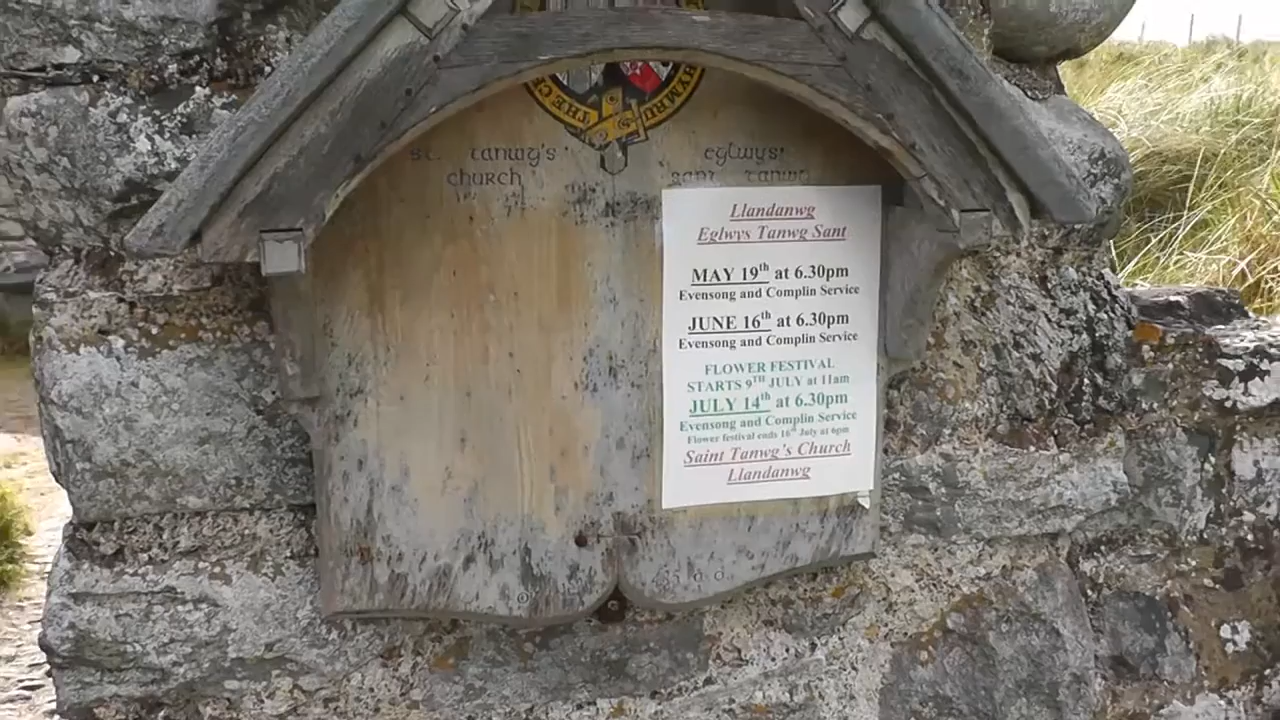 THE C
YMRU
st. tanwg's
church
eglwys
sant tanwg
Llandanwg
Eglwys Tanwg Sant
MAY 19th at 6.30pm
Evensong and Complin Service
JUNE 16th at 6.30pm
Evensong and Complin Service
FLOWER FESTIVAL
STARTS 9TH JULY at 11am
JULY 14th at 6.30pm
Evensong and Complin Service
Flower festival ends 16th July at 6pm
Saint Tanwg's Church
Llandanwg